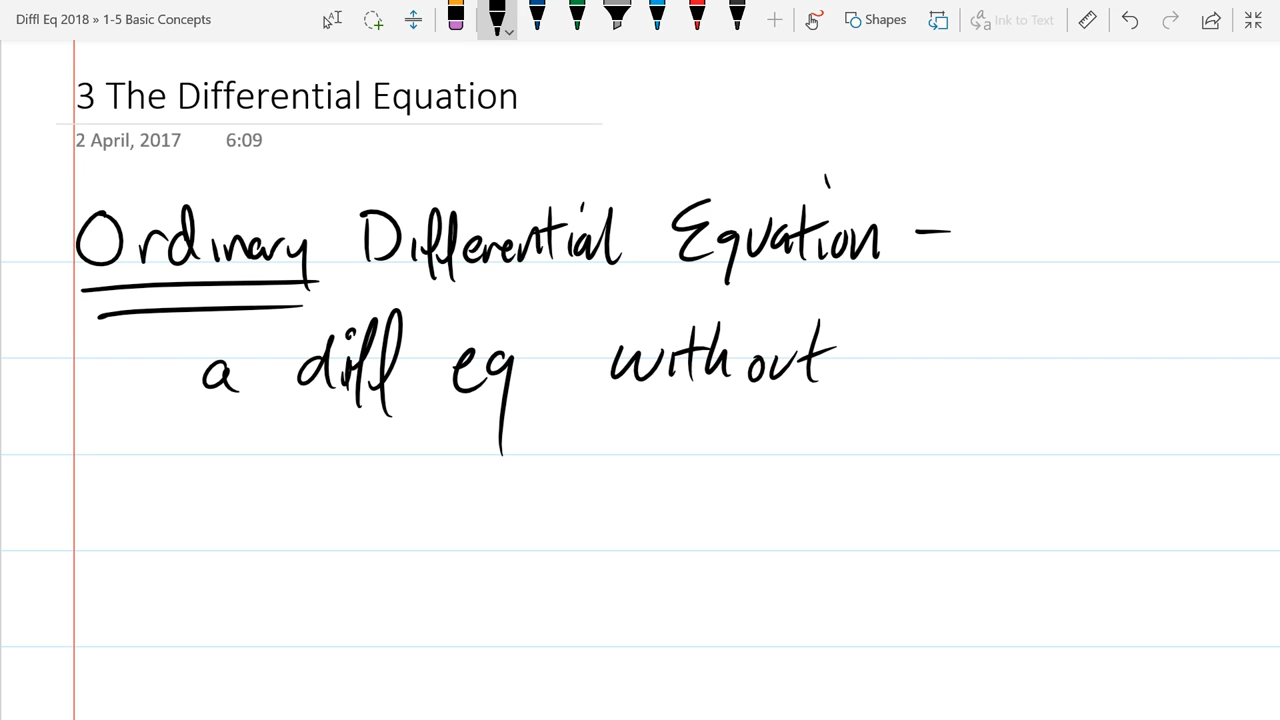 Diffl Eq 2018 » 1-5 Basic Concepts
Shapes
Ink to Text
3 The Differential Equation
2 April, 2017 6:09
Ordinary Differential Equation -
a diff eq without